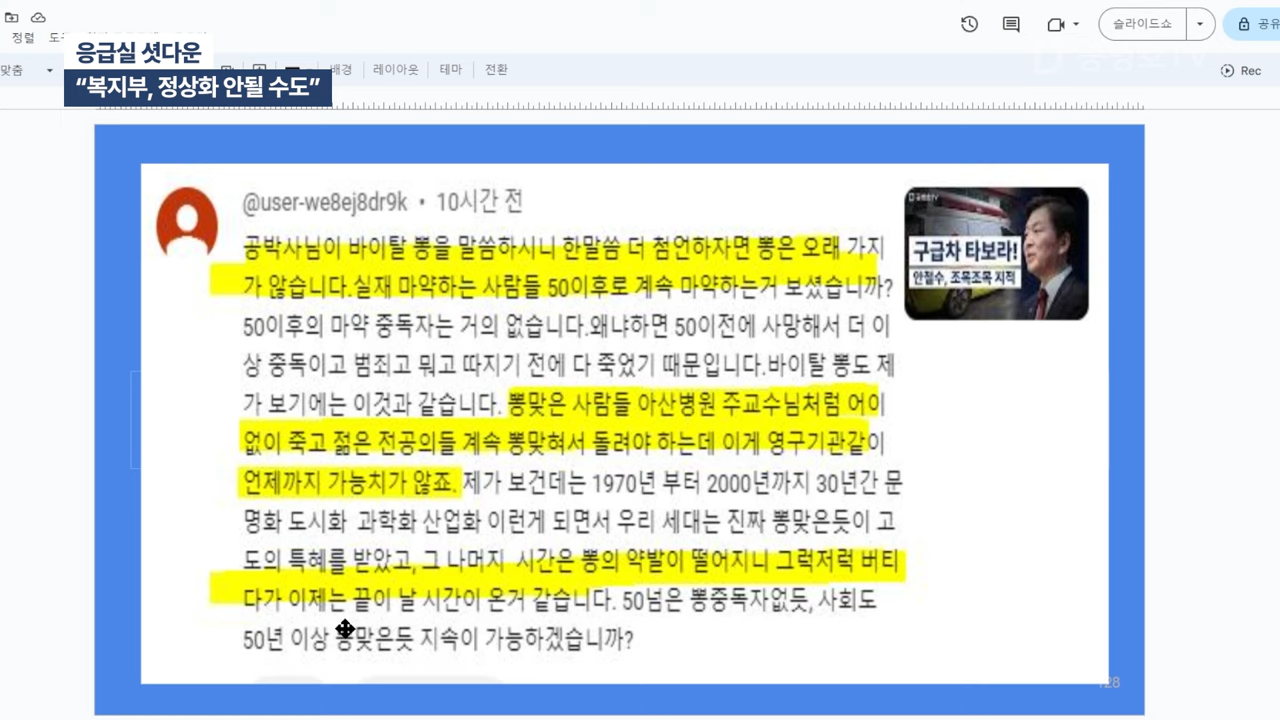 정렬
슬라이드쇼
공유
응급실 셧다운
맞춤
배경
레이아웃
테마
전환
Rec
“복지부, 정상화 안될 수도”
@user-we8ej8dr9k • 10시간 전
공박사님이 바이탈 뽕을 말씀하시니 한말씀 더 첨언하자면 뽕은 오래 가지
가 않습니다.실재 마약하는 사람들 50이후로 계속 마약하는거 보셨습니까?
50이후의 마약 중독자는 거의 없습니다.왜냐하면 50이전에 사망해서 더 이
상 중독이고 범죄고 뭐고 따지기 전에 다 죽었기 때문입니다.바이탈 뽕도 제
가 보기에는 이것과 같습니다. 뽕맞은 사람들 아산병원 주교수님처럼 어이
없이 죽고 젊은 전공의들 계속 뽕맞혀서 돌려야 하는데 이게 영구기관같이
언제까지 가능치가 않죠. 제가 보건데는 1970년 부터 2000년까지 30년간 문
명화 도시화 과학화 산업화 이런게 되면서 우리 세대는 진짜 뽕맞은듯이 고
도의 특혜를 받았고, 그 나머지 시간은 뽕의 약발이 떨어지니 그럭저럭 버티
다가 이제는 끝이 날 시간이 온거 같습니다. 50넘은 뽕중독자없듯, 사회도
50년 이상 뽕맞은듯 지속이 가능하겠습니까?
구급차 타보라!
안철수, 조목조목 지적
128